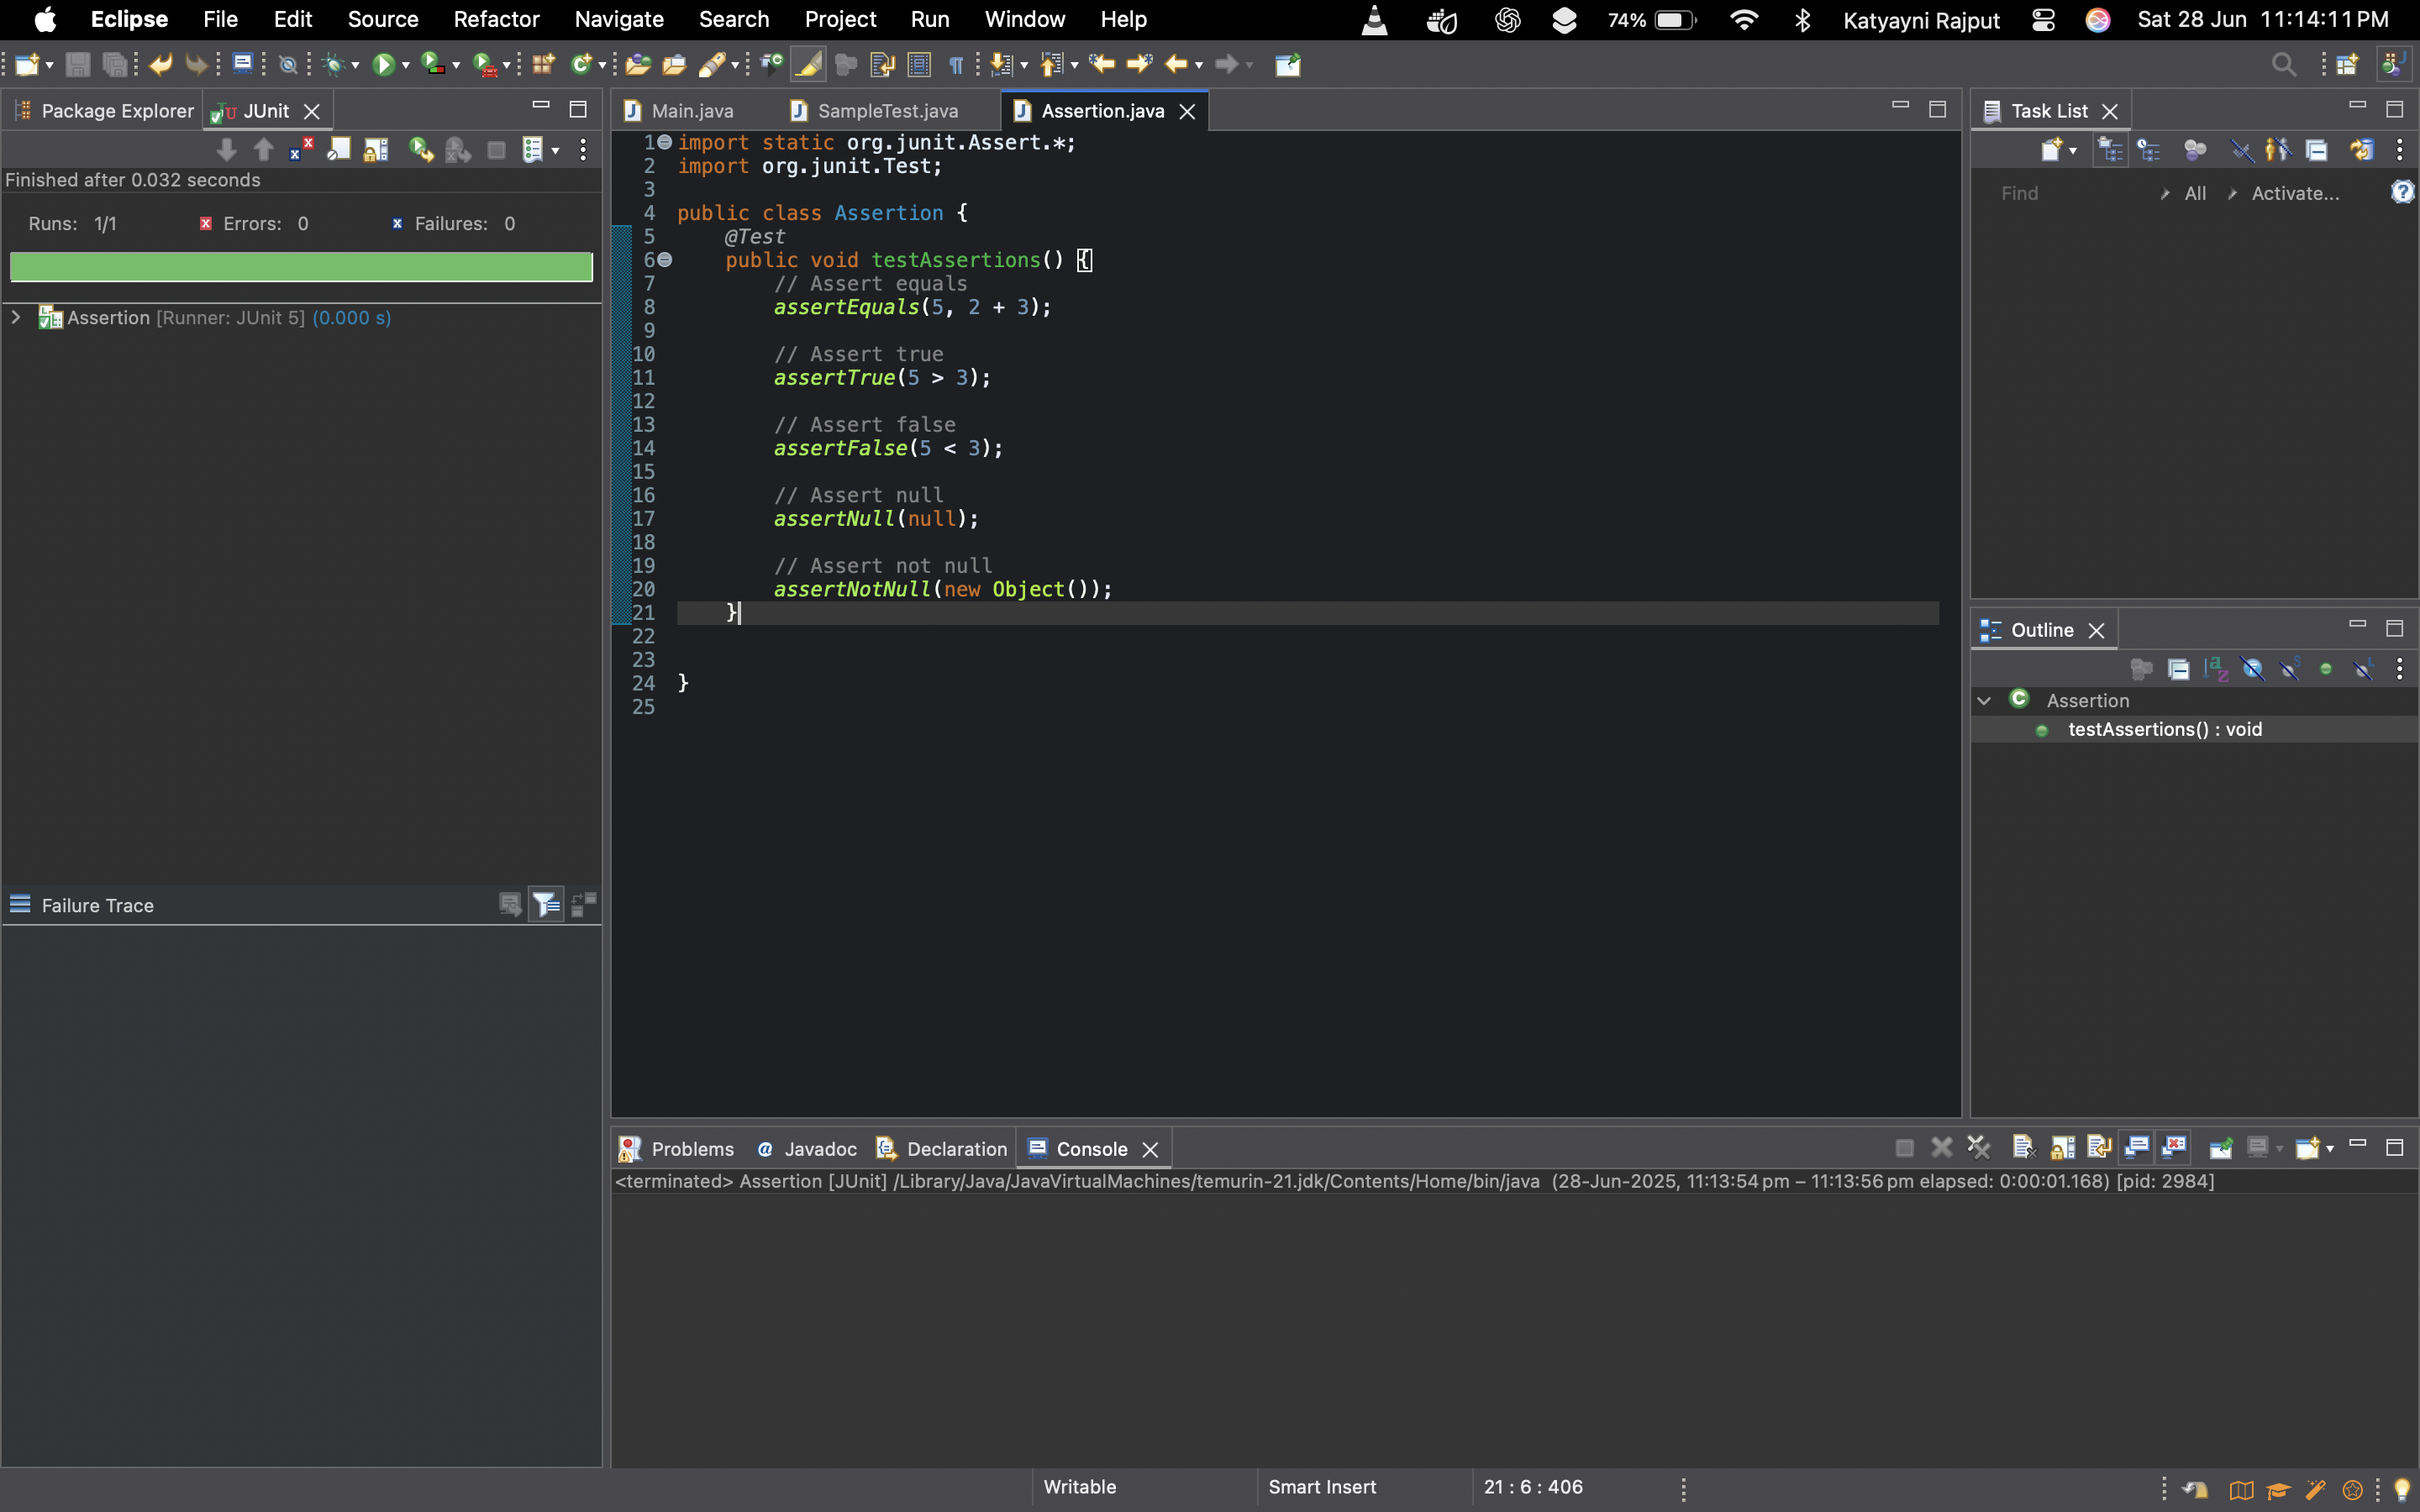 Eclipse File Edit Source Refactor Navigate Search Project Run Window Help 74% Katyayni Rajput Sat 28 Jun 11:14:11 PM
Package Explorer JUnit
Finished after 0.032 seconds
Runs: 1/1 Errors: 0 Failures: 0
Assertion [Runner: JUnit 5] (0.000 s)
Failure Trace
Main.java SampleTest.java Assertion.java
1 import static org.junit.Assert.*;
2 import org.junit.Test;
3
4 public class Assertion {
5 @Test
6 public void testAssertions() {
7 // Assert equals
8 assertEquals(5, 2 + 3);
9
10 // Assert true
11 assertTrue(5 > 3);
12
13 // Assert false
14 assertFalse(5 < 3);
15
16 // Assert null
17 assertNull(null);
18
19 // Assert not null
20 assertNotNull(new Object());
21 }
22
23
24 }
25
Task List
Find All Activate...
Outline
Assertion
testAssertions() : void
Problems Javadoc Declaration Console
<terminated> Assertion [JUnit] /Library/Java/JavaVirtualMachines/temurin-21.jdk/Contents/Home/bin/java (28-Jun-2025, 11:13:54 pm – 11:13:56 pm elapsed: 0:00:01.168) [pid: 2984]
Writable Smart Insert 21 : 6 : 406